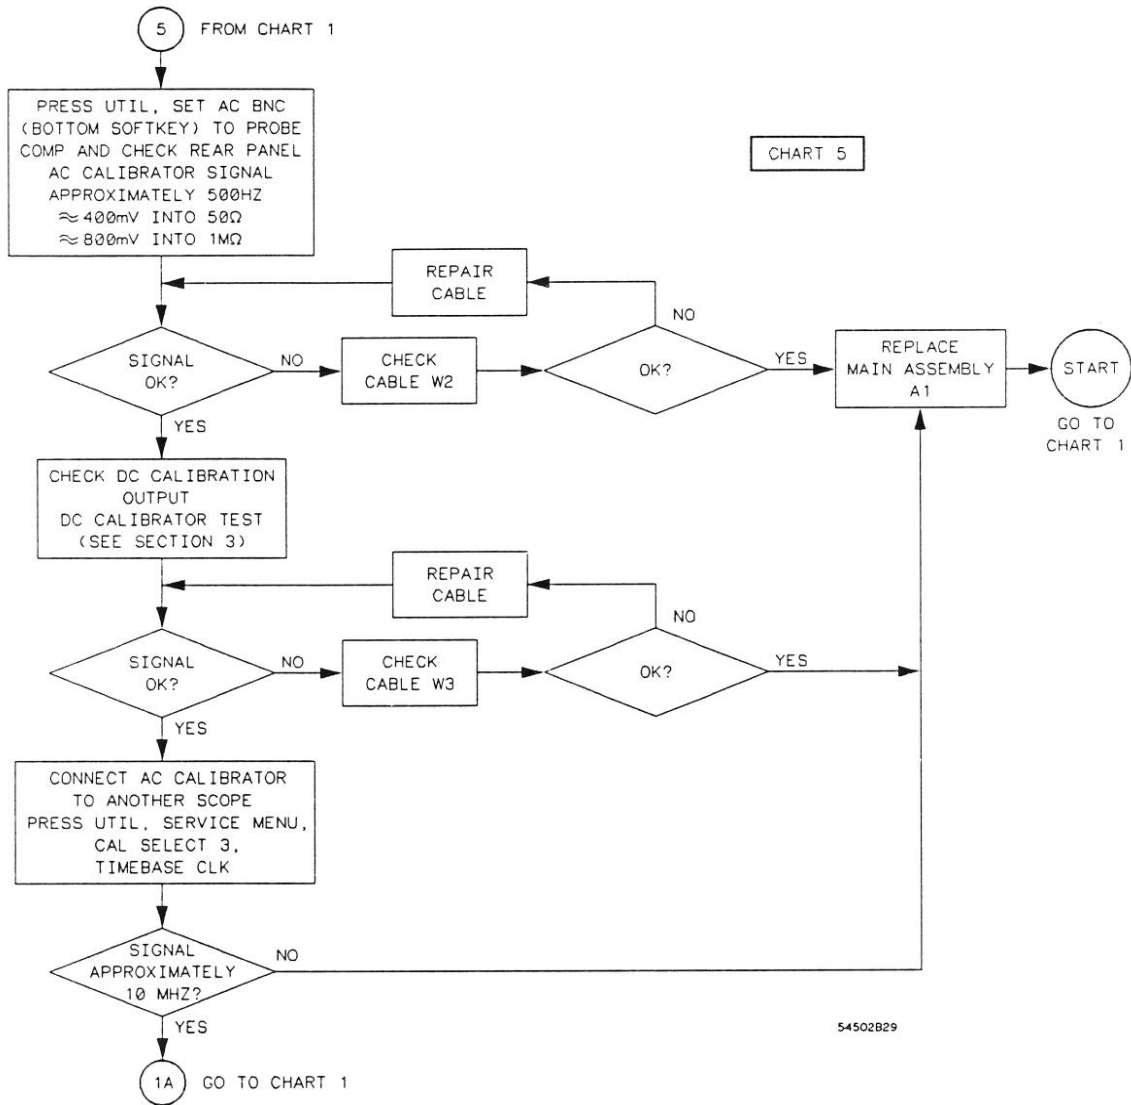 5 FROM CHART 1
PRESS UTIL, SET AC BNC
(BOTTOM SOFTKEY) TO PROBE
COMP AND CHECK REAR PANEL
AC CALIBRATOR SIGNAL
APPROXIMATELY 500HZ
≈400mV INTO 50Ω
≈800mV INTO 1MΩ
CHART 5
REPAIR
CABLE
SIGNAL
OK?
NO
CHECK
CABLE W2
OK?
NO
YES
REPLACE
MAIN ASSEMBLY
A1
START
GO TO
CHART 1
YES
CHECK DC CALIBRATION
OUTPUT
DC CALIBRATOR TEST
(SEE SECTION 3)
REPAIR
CABLE
SIGNAL
OK?
NO
CHECK
CABLE W3
OK?
NO
YES
YES
CONNECT AC CALIBRATOR
TO ANOTHER SCOPE
PRESS UTIL, SERVICE MENU,
CAL SELECT 3,
TIMEBASE CLK
SIGNAL
APPROXIMATELY
10 MHZ?
NO
YES
54502B29
1A GO TO CHART 1